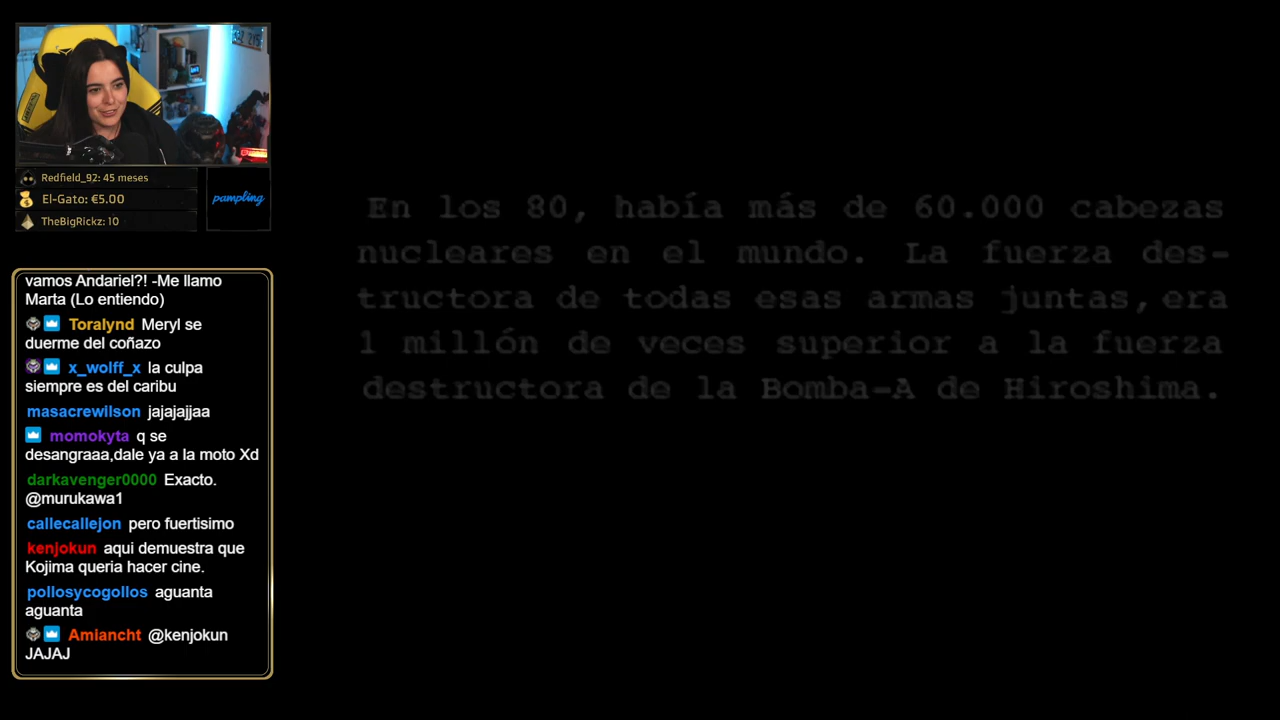 Redfield_92: 45 meses
El-Gato: €5.00
TheBigRickz: 10
pampling
vamos Andariel?! -Me llamo
Marta (Lo entiendo)
Toralynd Meryl se
duerme del coñazo
x_wolff_x la culpa
siempre es del caribu
masacrewilson jajajajjaa
momokyta q se
desangraaa,dale ya a la moto Xd
darkavenger0000 Exacto.
@murukawa1
callecallejon pero fuertisimo
kenjokun aqui demuestra que
Kojima queria hacer cine.
pollosycogollos aguanta
aguanta
Amiancht @kenjokun
JAJAJ
En los 80, había más de 60.000 cabezas
nucleares en el mundo. La fuerza des-
tructora de todas esas armas juntas, era
1 millón de veces superior a la fuerza
destructora de la Bomba-A de Hiroshima.